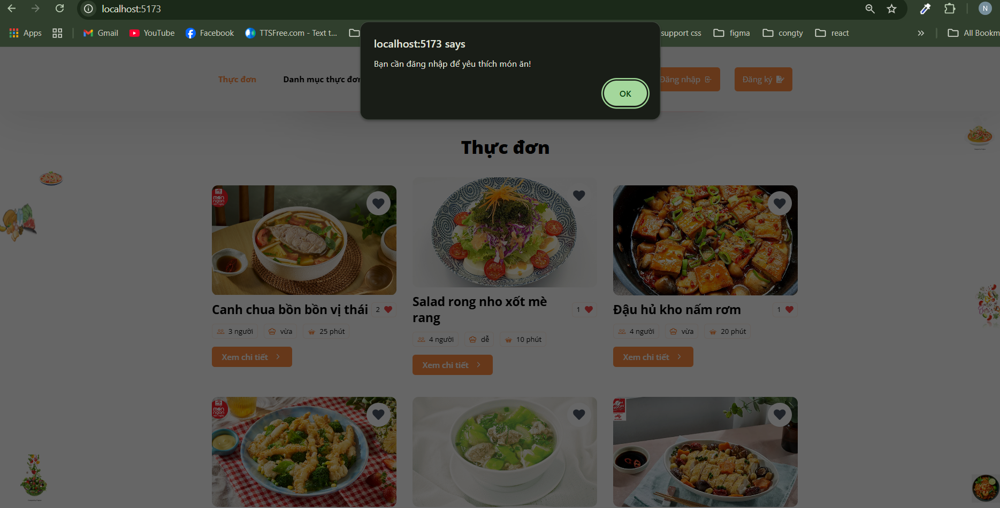 localhost:5173
N
Apps
Gmail
YouTube
Facebook
TTSFree.com - Text t...
support css
figma
congty
react
All Bookm
localhost:5173 says
Bạn cần đăng nhập để yêu thích món ăn!
OK
Thực đơn
Danh mục thực đơn
Đăng nhập
Đăng ký
Thực đơn
món
ngon
Canh chua bồn bồn vị thái
2
3 người
vừa
25 phút
Xem chi tiết
Salad rong nho xốt mè
rang
1
4 người
dễ
10 phút
Xem chi tiết
Đậu hủ kho nấm rơm
1
4 người
vừa
20 phút
Xem chi tiết
món
ngon